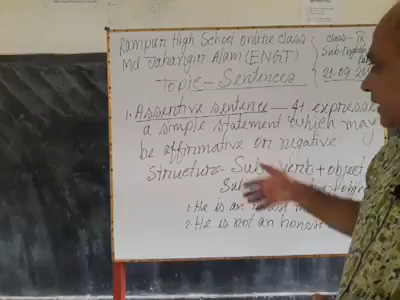 Rampur High School online class
Md Jahangir Alam (ENGT)
class - IX
Sub-English
21.09.20
Topic - Sentences
1. Assertive sentence - It expresses
a simple statement which may
be affirmative or negative.
Structure - Sub + verb + object
Sub
1. He is an
2. He is not an honest